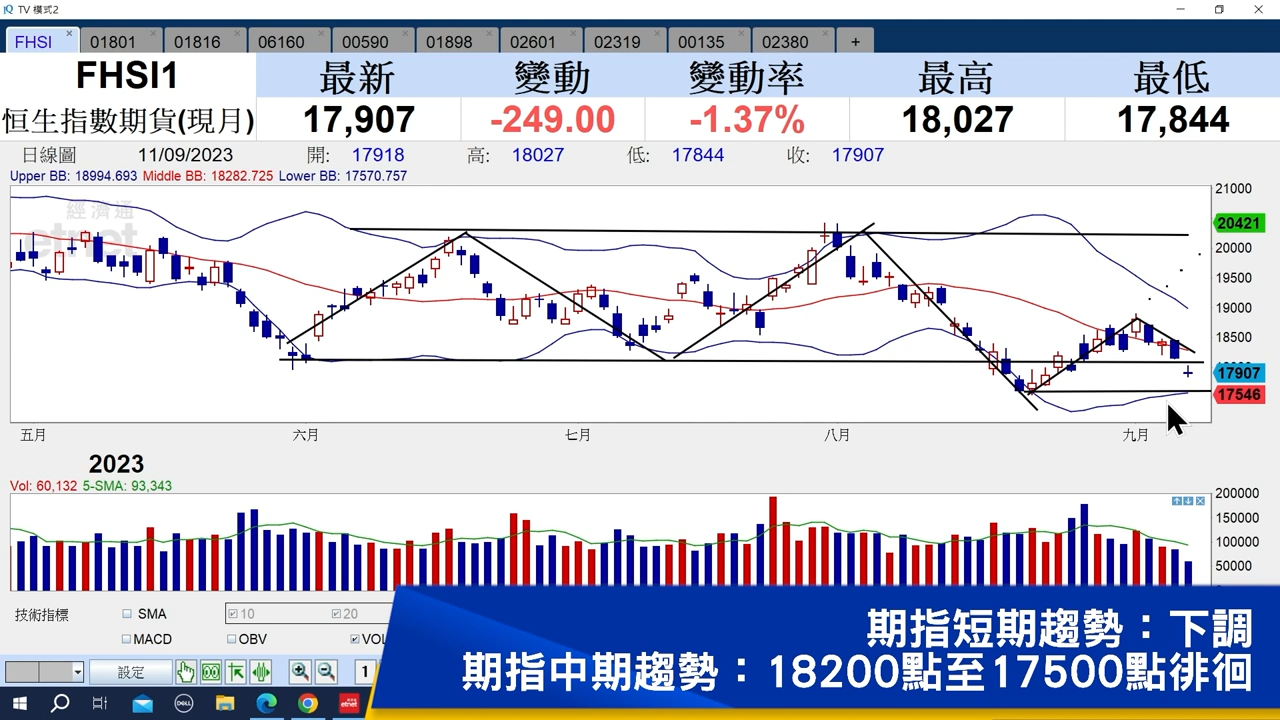 TV 模式2
FHSI 01801 01816 06160 00590 01898 02601 02319 00135 02380 +
FHSI1 最新 變動 變動率 最高 最低
恒生指數期貨(現月) 17,907 -249.00 -1.37% 18,027 17,844
日線圖 11/09/2023 開: 17918 高: 18027 低: 17844 收: 17907
Upper BB: 18994.693 Middle BB: 18282.725 Lower BB: 17570.757
經濟通
etnet
21000
20421
20000
19500
19000
18500
17907
17546
五月 六月 七月 八月 九月
2023
Vol: 60,132 5-SMA: 93,343
200000
150000
100000
50000
技術指標 SMA 10 20
MACD OBV VOL
設定 1
期指短期趨勢：下調
期指中期趨勢：18200點至17500點徘徊
DELL
etnet